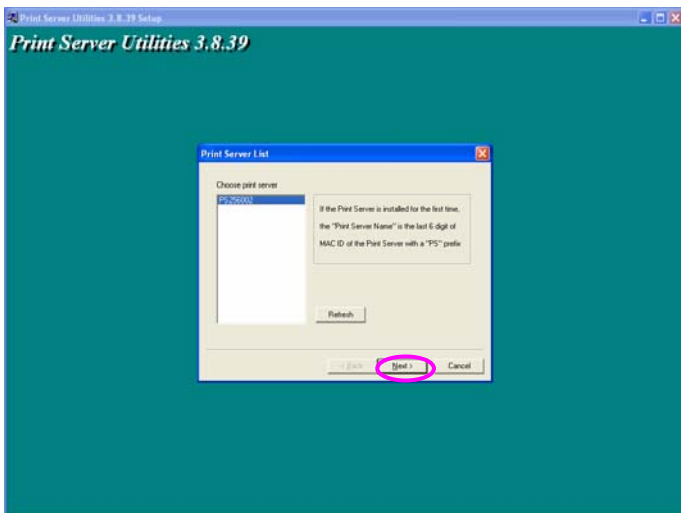 Print Server Utilities 3.8.39 Setup
Print Server Utilities 3.8.39
Print Server List
Choose print server
PS256002
If the Print Server is installed for the first time,
the "Print Server Name" is the last 6 digit of
MAC ID of the Print Server with a "PS" prefix
Refresh
< Back
Next >
Cancel